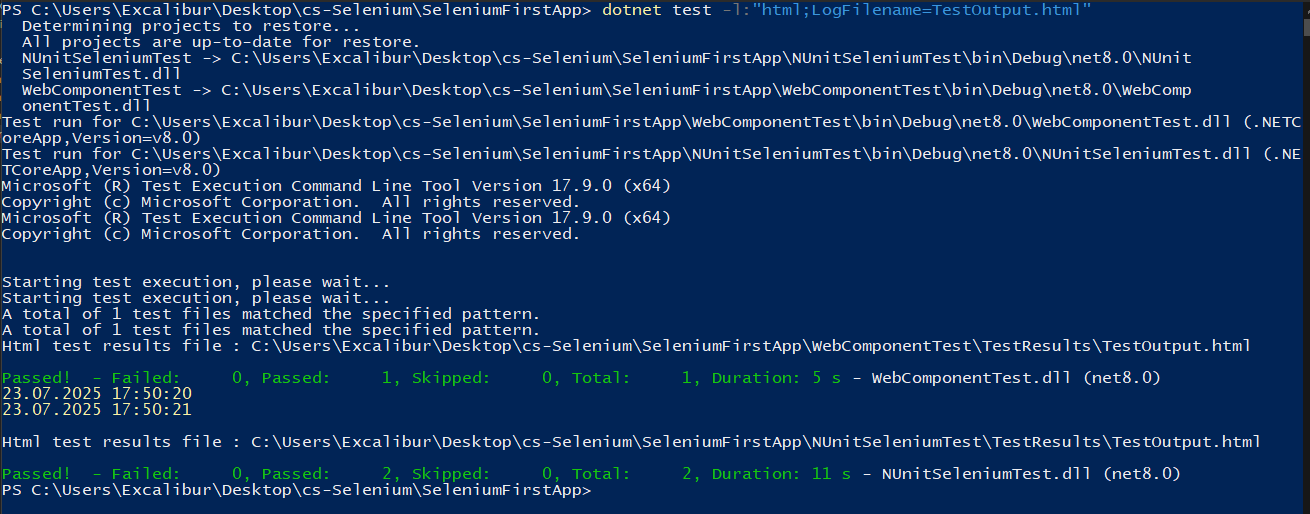 PS C:\Users\Excalibur\Desktop\cs-Selenium\SeleniumFirstApp> dotnet test -l:"html;LogFilename=TestOutput.html"
  Determining projects to restore...
  All projects are up-to-date for restore.
  NUnitSeleniumTest -> C:\Users\Excalibur\Desktop\cs-Selenium\SeleniumFirstApp\NUnitSeleniumTest\bin\Debug\net8.0\NUnit
  SeleniumTest.dll
  WebComponentTest -> C:\Users\Excalibur\Desktop\cs-Selenium\SeleniumFirstApp\WebComponentTest\bin\Debug\net8.0\WebComp
  onentTest.dll
Test run for C:\Users\Excalibur\Desktop\cs-Selenium\SeleniumFirstApp\WebComponentTest\bin\Debug\net8.0\WebComponentTest.dll (.NETC
oreApp,Version=v8.0)
Test run for C:\Users\Excalibur\Desktop\cs-Selenium\SeleniumFirstApp\NUnitSeleniumTest\bin\Debug\net8.0\NUnitSeleniumTest.dll (.NE
TCoreApp,Version=v8.0)
Microsoft (R) Test Execution Command Line Tool Version 17.9.0 (x64)
Copyright (c) Microsoft Corporation.  All rights reserved.
Microsoft (R) Test Execution Command Line Tool Version 17.9.0 (x64)
Copyright (c) Microsoft Corporation.  All rights reserved.
Starting test execution, please wait...
Starting test execution, please wait...
A total of 1 test files matched the specified pattern.
A total of 1 test files matched the specified pattern.
Html test results file : C:\Users\Excalibur\Desktop\cs-Selenium\SeleniumFirstApp\WebComponentTest\TestResults\TestOutput.html
Passed!  - Failed:     0, Passed:     1, Skipped:     0, Total:     1, Duration: 5 s - WebComponentTest.dll (net8.0)
23.07.2025 17:50:20
23.07.2025 17:50:21
Html test results file : C:\Users\Excalibur\Desktop\cs-Selenium\SeleniumFirstApp\NUnitSeleniumTest\TestResults\TestOutput.html
Passed!  - Failed:     0, Passed:     2, Skipped:     0, Total:     2, Duration: 11 s - NUnitSeleniumTest.dll (net8.0)
PS C:\Users\Excalibur\Desktop\cs-Selenium\SeleniumFirstApp>